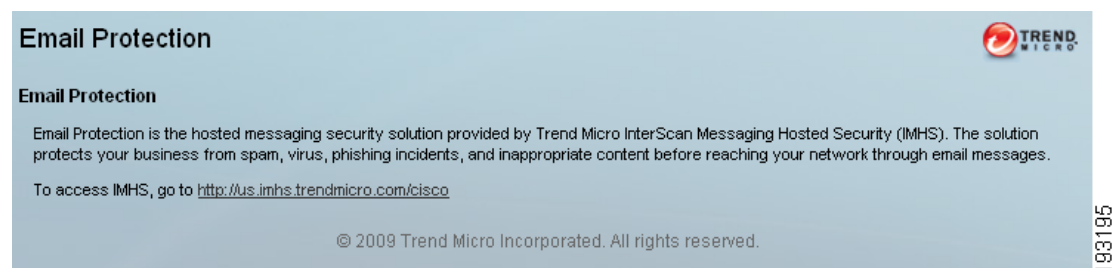 Email Protection
TREND
MICRO
Email Protection
Email Protection is the hosted messaging security solution provided by Trend Micro InterScan Messaging Hosted Security (IMHS). The solution
protects your business from spam, virus, phishing incidents, and inappropriate content before reaching your network through email messages.
To access IMHS, go to http://us.imhs.trendmicro.com/cisco
© 2009 Trend Micro Incorporated. All rights reserved.
93195